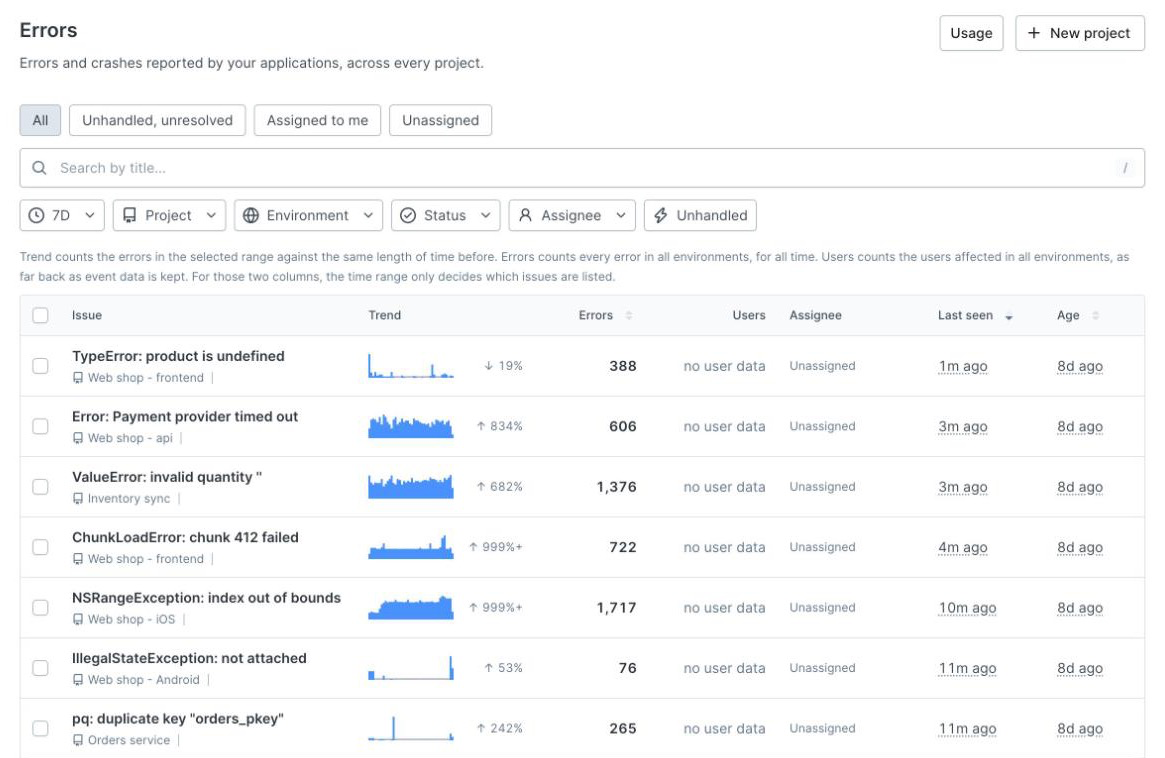 Errors
Usage
+ New project
Errors and crashes reported by your applications, across every project.
All
Unhandled, unresolved
Assigned to me
Unassigned
Search by title...
/
7D
Project
Environment
Status
Assignee
Unhandled
Trend counts the errors in the selected range against the same length of time before. Errors counts every error in all environments, for all time. Users counts the users affected in all environments, as
far back as event data is kept. For those two columns, the time range only decides which issues are listed.
Issue Trend Errors Users Assignee Last seen Age
TypeError: product is undefined
Web shop - frontend |
↓ 19% 388 no user data Unassigned 1m ago 8d ago
Error: Payment provider timed out
Web shop - api |
↑ 834% 606 no user data Unassigned 3m ago 8d ago
ValueError: invalid quantity ''
Inventory sync |
↑ 682% 1,376 no user data Unassigned 3m ago 8d ago
ChunkLoadError: chunk 412 failed
Web shop - frontend |
↑ 999%+ 722 no user data Unassigned 4m ago 8d ago
NSRangeException: index out of bounds
Web shop - iOS |
↑ 999%+ 1,717 no user data Unassigned 10m ago 8d ago
IllegalStateException: not attached
Web shop - Android |
↑ 53% 76 no user data Unassigned 11m ago 8d ago
pq: duplicate key "orders_pkey"
Orders service |
↑ 242% 265 no user data Unassigned 11m ago 8d ago